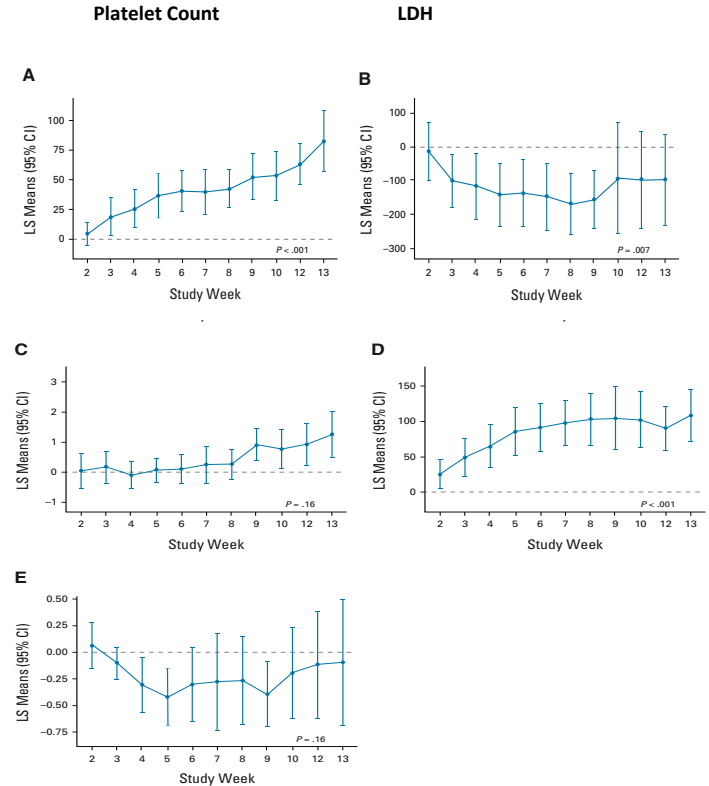 Platelet Count
LDH
A
LS Means (95% CI)
100
75
50
25
0
P < .001
2 3 4 5 6 7 8 9 10 12 13
Study Week
B
LS Means (95% CI)
100
0
−100
−200
−300
P = .007
2 3 4 5 6 7 8 9 10 12 13
Study Week
C
LS Means (95% CI)
3
2
1
0
−1
P = .16
2 3 4 5 6 7 8 9 10 12 13
Study Week
D
LS Means (95% CI)
150
100
50
0
P < .001
2 3 4 5 6 7 8 9 10 12 13
Study Week
E
LS Means (95% CI)
0.50
0.25
0.00
−0.25
−0.50
−0.75
P = .16
2 3 4 5 6 7 8 9 10 12 13
Study Week